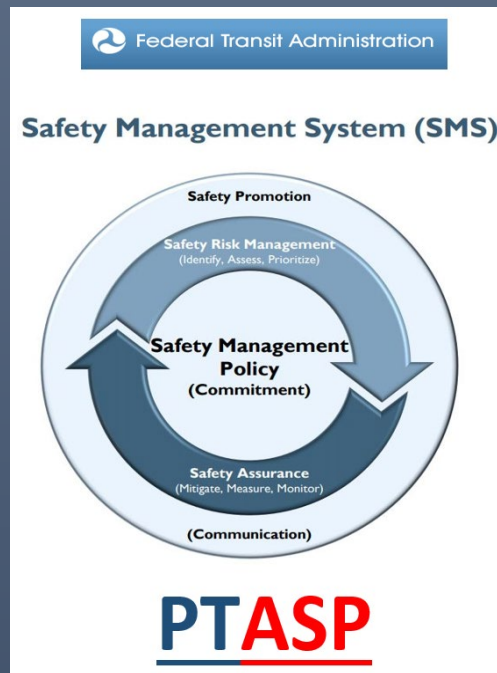 Federal Transit Administration
Safety Management System (SMS)
Safety Promotion
Safety Risk Management
(Identify, Assess, Prioritize)
Safety Management
Policy
(Commitment)
Safety Assurance
(Mitigate, Measure, Monitor)
(Communication)
PTASP